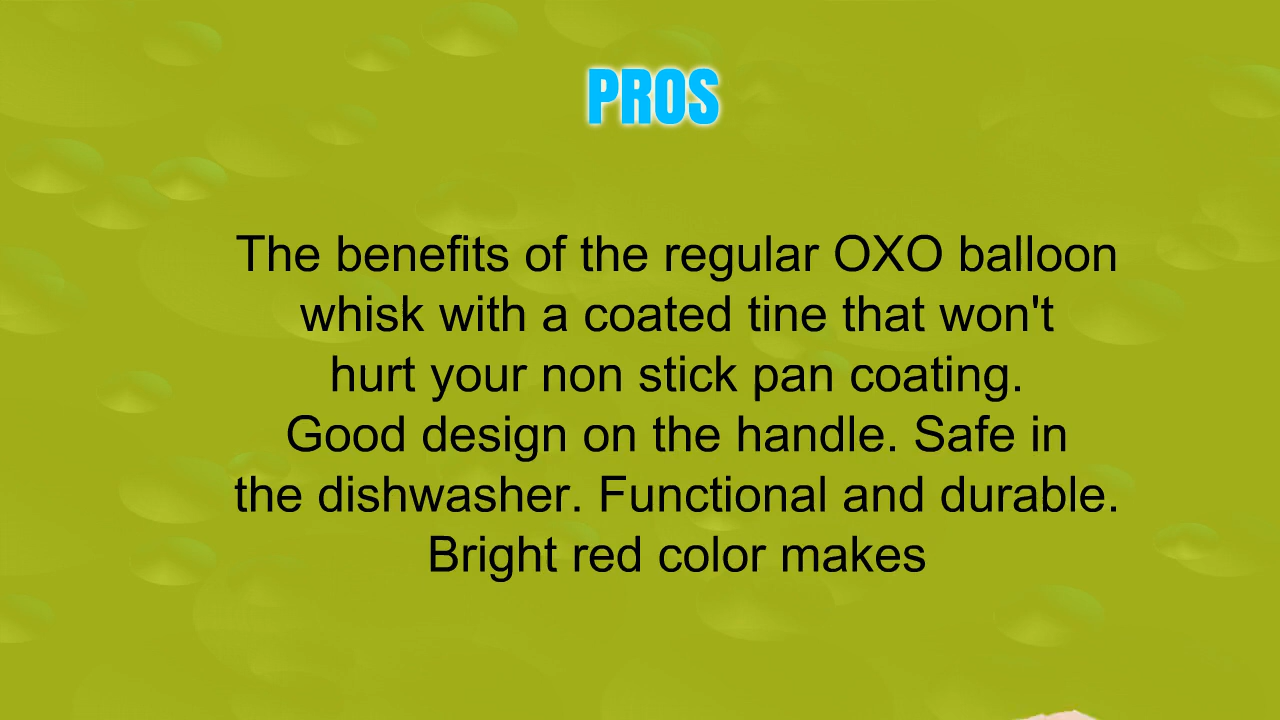 PROS
The benefits of the regular OXO balloon
whisk with a coated tine that won't
hurt your non stick pan coating.
Good design on the handle. Safe in
the dishwasher. Functional and durable.
Bright red color makes